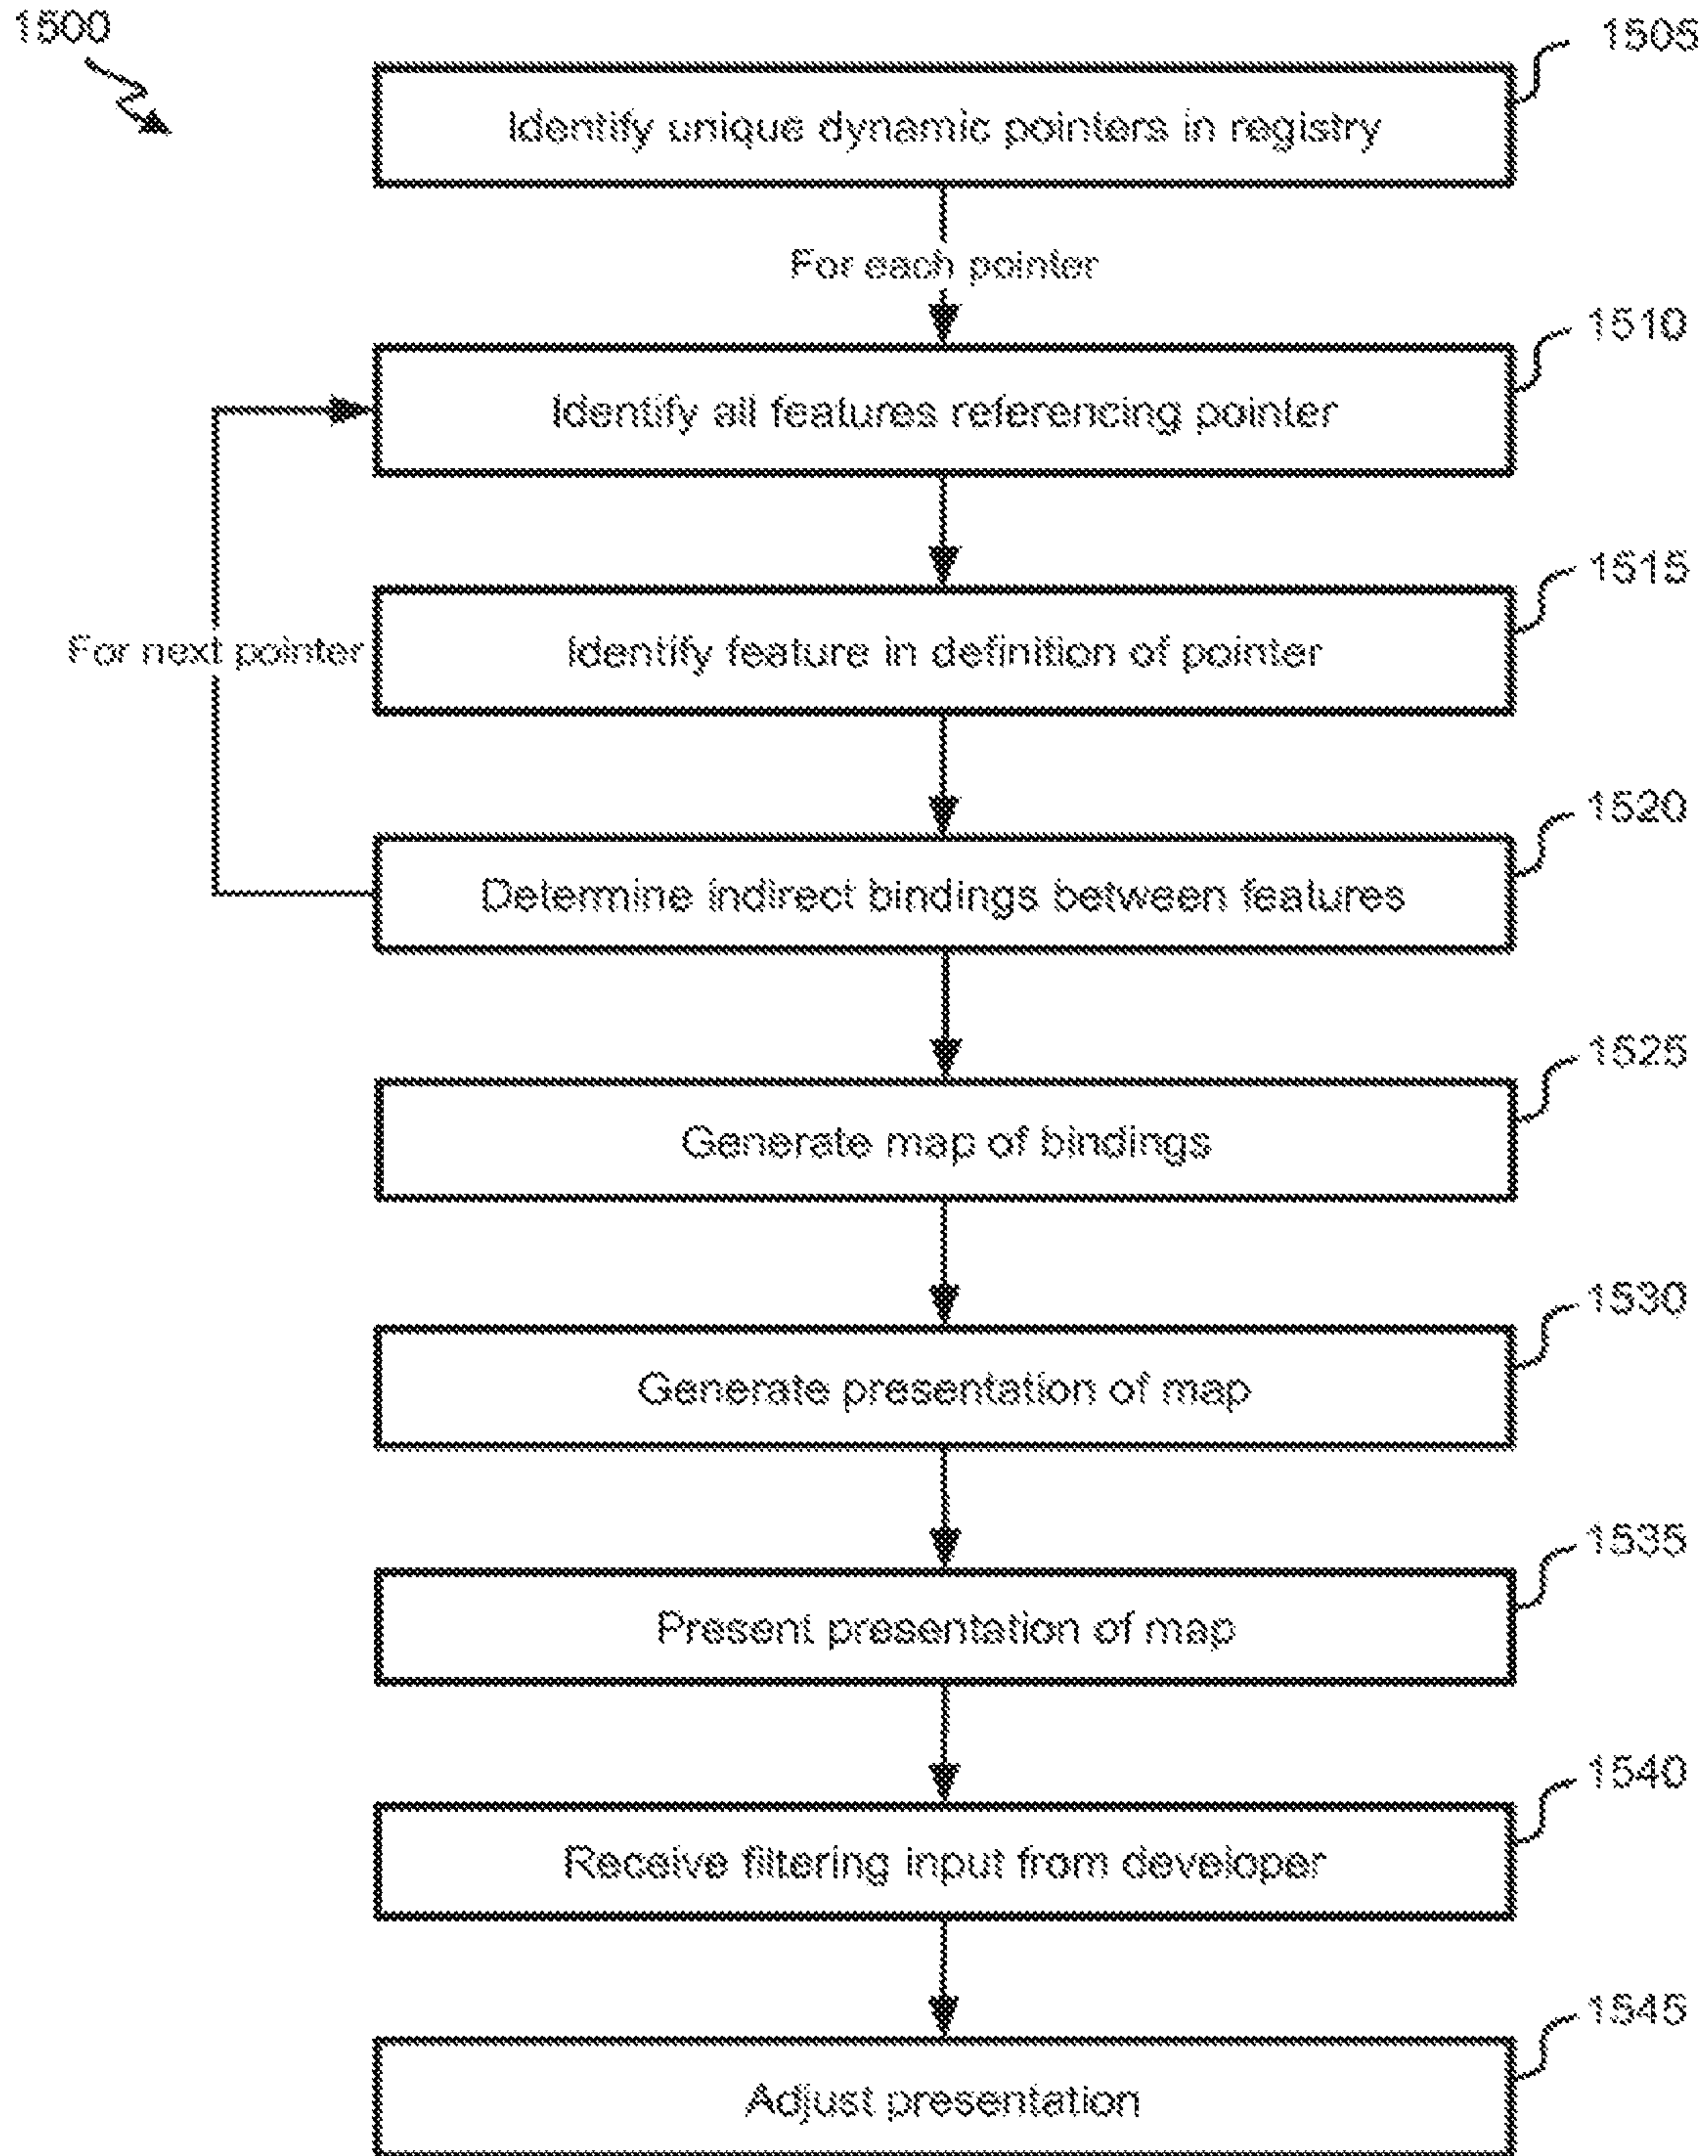 1500
1505
Identify unique dynamic pointers in registry
For each pointer
1510
Identify all features referencing pointer
1515
For next pointer
Identify feature in definition of pointer
1520
Determine indirect bindings between features
1525
Generate map of bindings
1530
Generate presentation of map
1535
Present presentation of map
1540
Receive filtering input from developer
1545
Adjust presentation